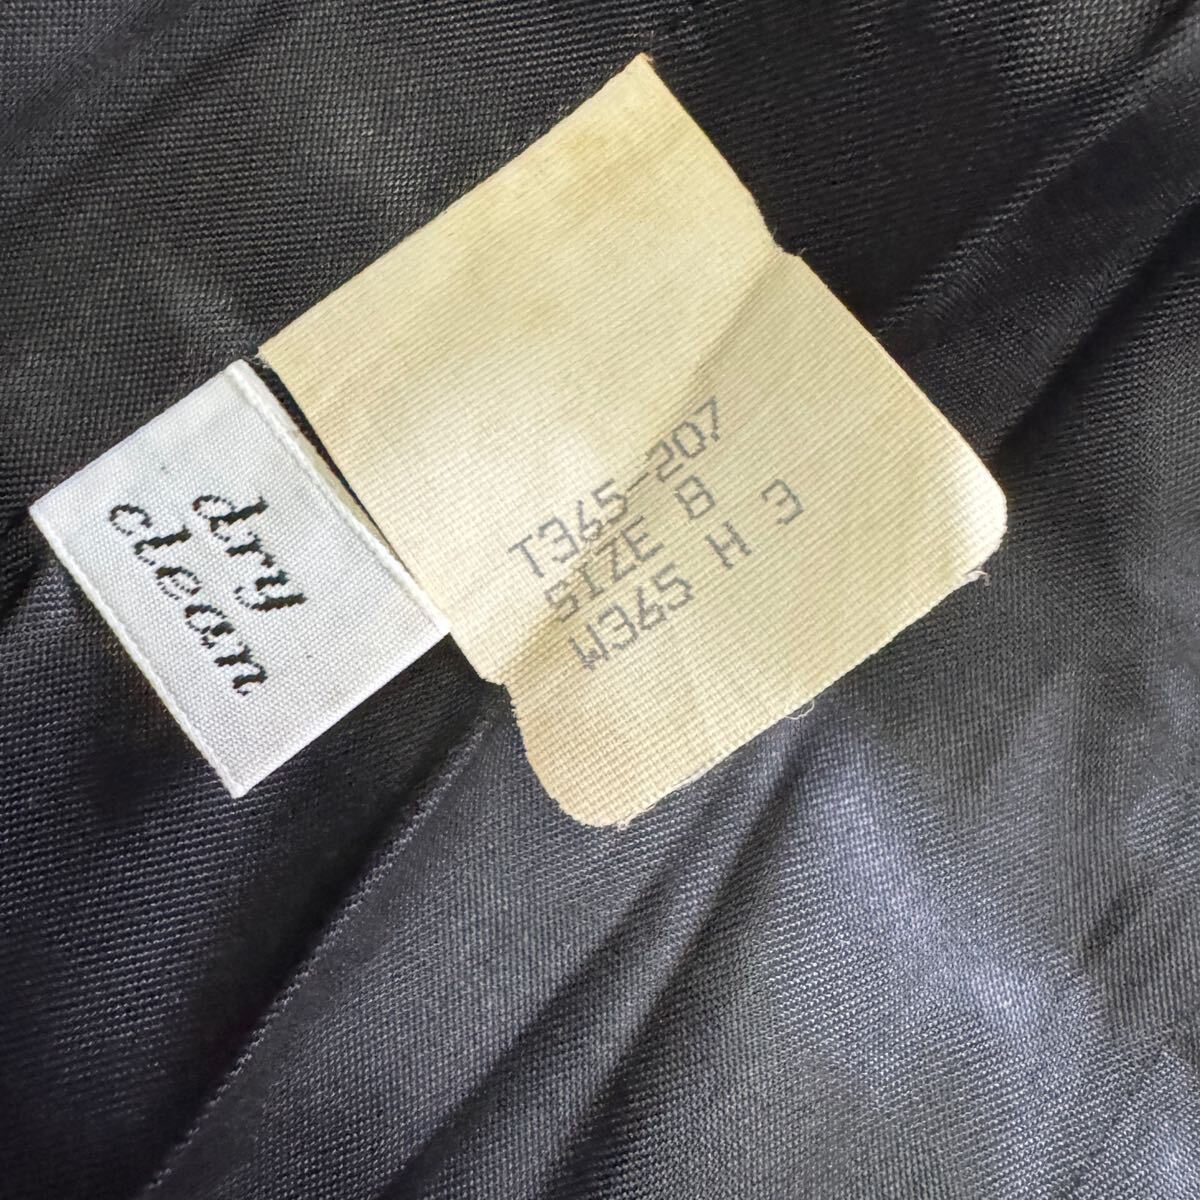 dry
clean
T365-207
SIZE 8
W365 H 3